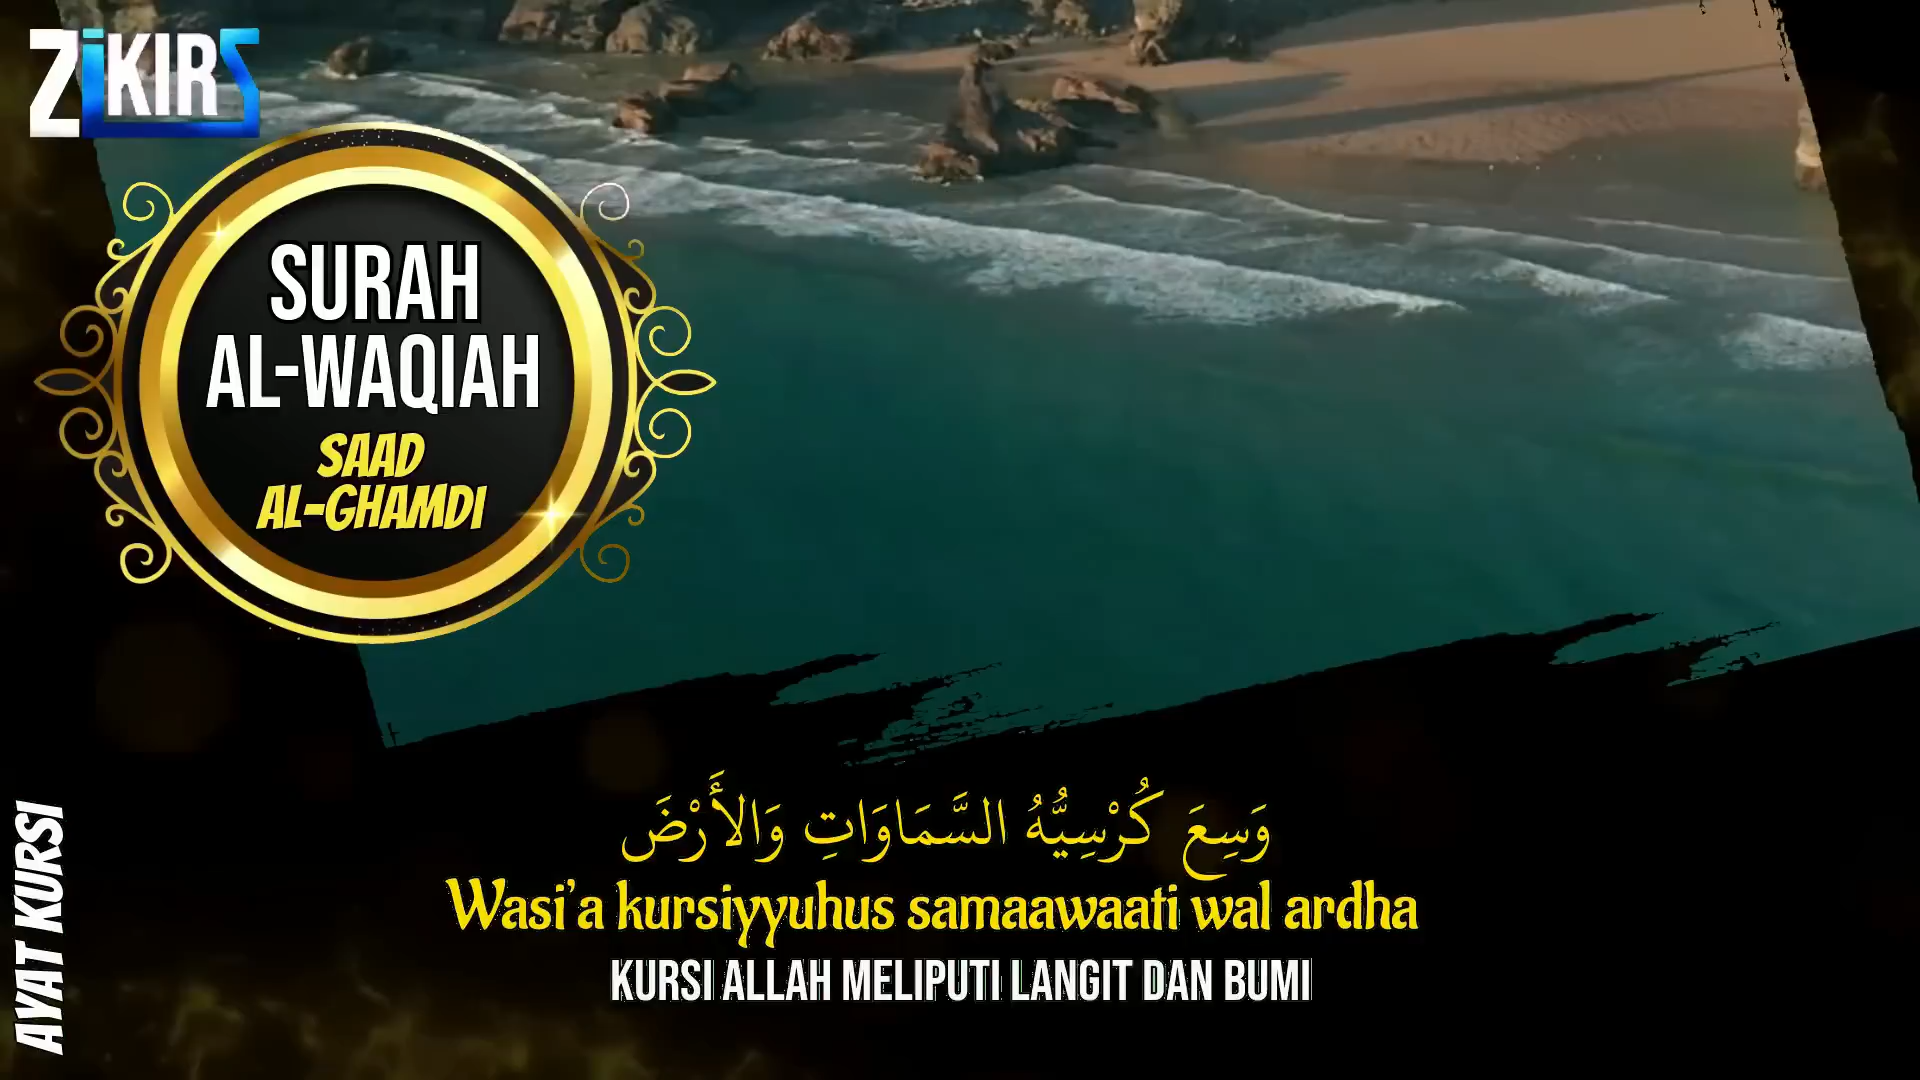 ZiKIRS
SURAH
AL-WAQIAH
SAAD
AL-GHAMDI
وَسِعَ كُرْسِيُّهُ السَّمَاوَاتِ وَالأَرْضَ
Wasi'a kursiyyuhus samaawaati wal ardha
KURSI ALLAH MELIPUTI LANGIT DAN BUMI
AYAT KURSI